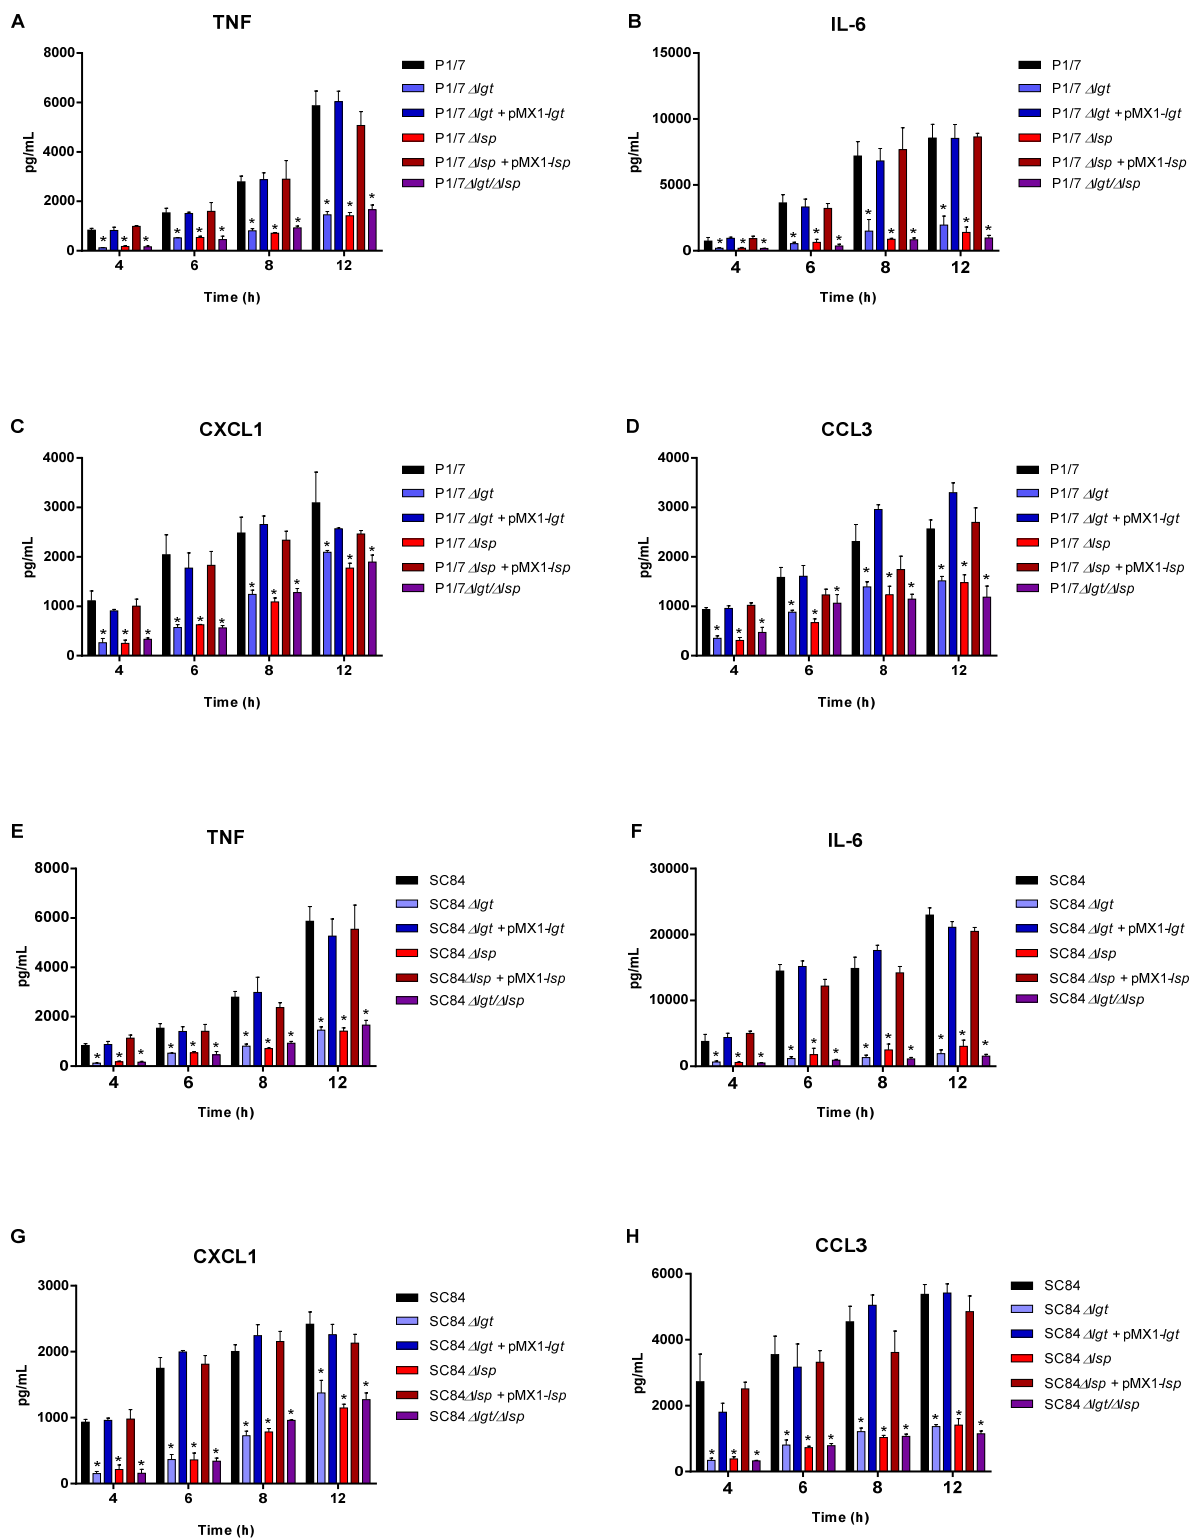 A
TNF
8000
6000
4000
2000
0
pg/mL
* * * * * * * * * * * *
4 6 8 12
Time (h)
P1/7
P1/7 Δlgt
P1/7 Δlgt + pMX1-lgt
P1/7 Δlsp
P1/7 Δlsp + pMX1-lsp
P1/7Δlgt/Δlsp
B
IL-6
15000
10000
5000
0
pg/mL
* * * * * * * * * * * *
4 6 8 12
Time (h)
P1/7
P1/7 Δlgt
P1/7 Δlgt + pMX1-lgt
P1/7 Δlsp
P1/7 Δlsp + pMX1-lsp
P1/7 Δlgt/Δlsp
C
CXCL1
4000
3000
2000
1000
0
pg/mL
* * * * * * * * * * * *
4 6 8 12
Time (h)
P1/7
P1/7 Δlgt
P1/7 Δlgt + pMX1-lgt
P1/7 Δlsp
P1/7 Δlsp + pMX1-lsp
P1/7Δlgt/Δlsp
D
CCL3
4000
3000
2000
1000
0
pg/mL
* * * * * * * * * * * *
4 6 8 12
Time (h)
P1/7
P1/7 Δlgt
P1/7 Δlgt + pMX1-lgt
P1/7 Δlsp
P1/7 Δlsp + pMX1-lsp
P1/7Δlgt/Δlsp
E
TNF
8000
6000
4000
2000
0
pg/mL
* * * * * * * * * * * *
4 6 8 12
Time (h)
SC84
SC84 Δlgt
SC84 Δlgt + pMX1-lgt
SC84 Δlsp
SC84Δlsp + pMX1-lsp
SC84 Δlgt/Δlsp
F
IL-6
30000
20000
10000
0
pg/mL
* * * * * * * * * * * *
4 6 8 12
Time (h)
SC84
SC84 Δlgt
SC84 Δlgt + pMX1-lgt
SC84 Δlsp
SC84Δlsp + pMX1-lsp
SC84 Δlgt/Δlsp
G
CXCL1
3000
2000
1000
0
pg/mL
* * * * * * * * * * * *
4 6 8 12
Time (h)
SC84
SC84 Δlgt
SC84 Δlgt + pMX1-lgt
SC84 Δlsp
SC84Δlsp + pMX1-lsp
SC84 Δlgt/Δlsp
H
CCL3
6000
4000
2000
0
pg/mL
* * * * * * * * * * * *
4 6 8 12
Time (h)
SC84
SC84 Δlgt
SC84 Δlgt + pMX1-lgt
SC84 Δlsp
SC84Δlsp + pMX1-lsp
SC84 Δlgt/Δlsp